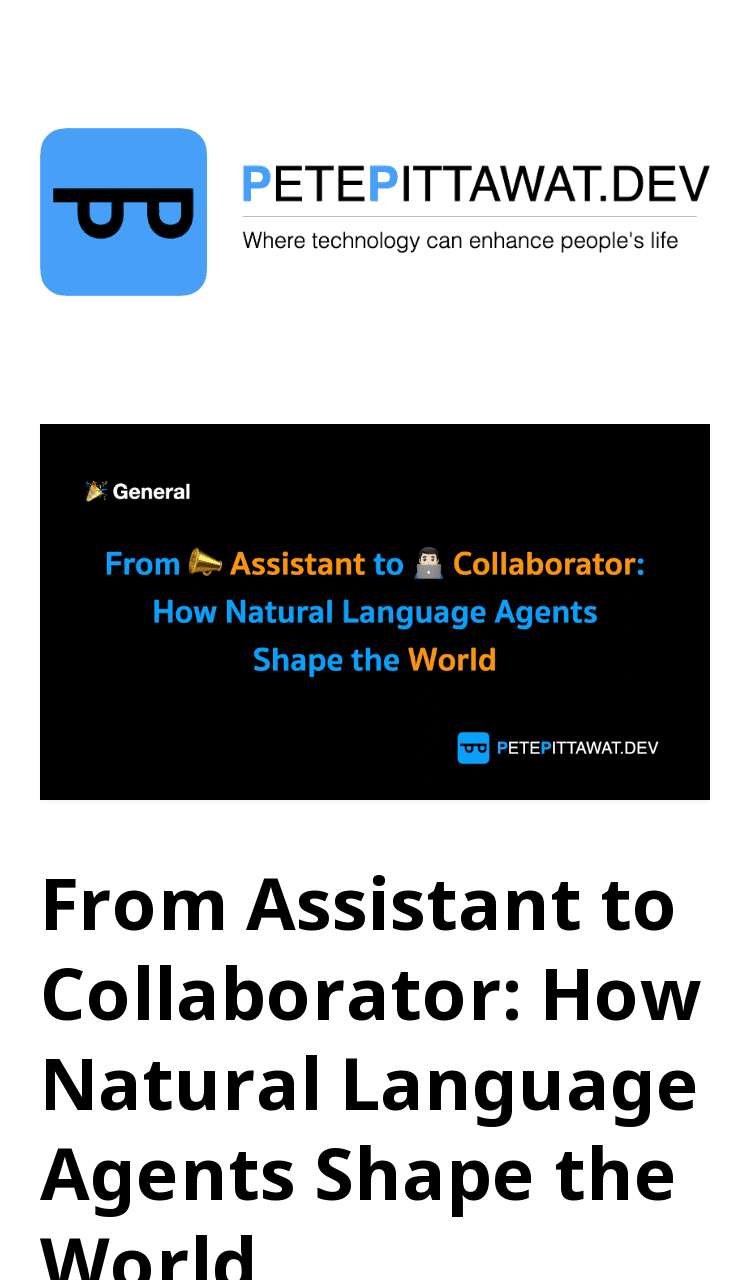 PETEPITTAWAT.DEV
Where technology can enhance people's life
🎉 General
From 📣 Assistant to 👨🏻‍💻 Collaborator:
How Natural Language Agents
Shape the World
PETEPITTAWAT.DEV
From Assistant to
Collaborator: How
Natural Language
Agents Shape the
World